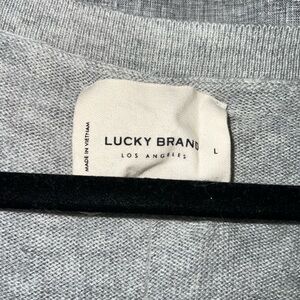 MADE IN VIETNAM
LUCKY BRAND
LOS ANGELES
L